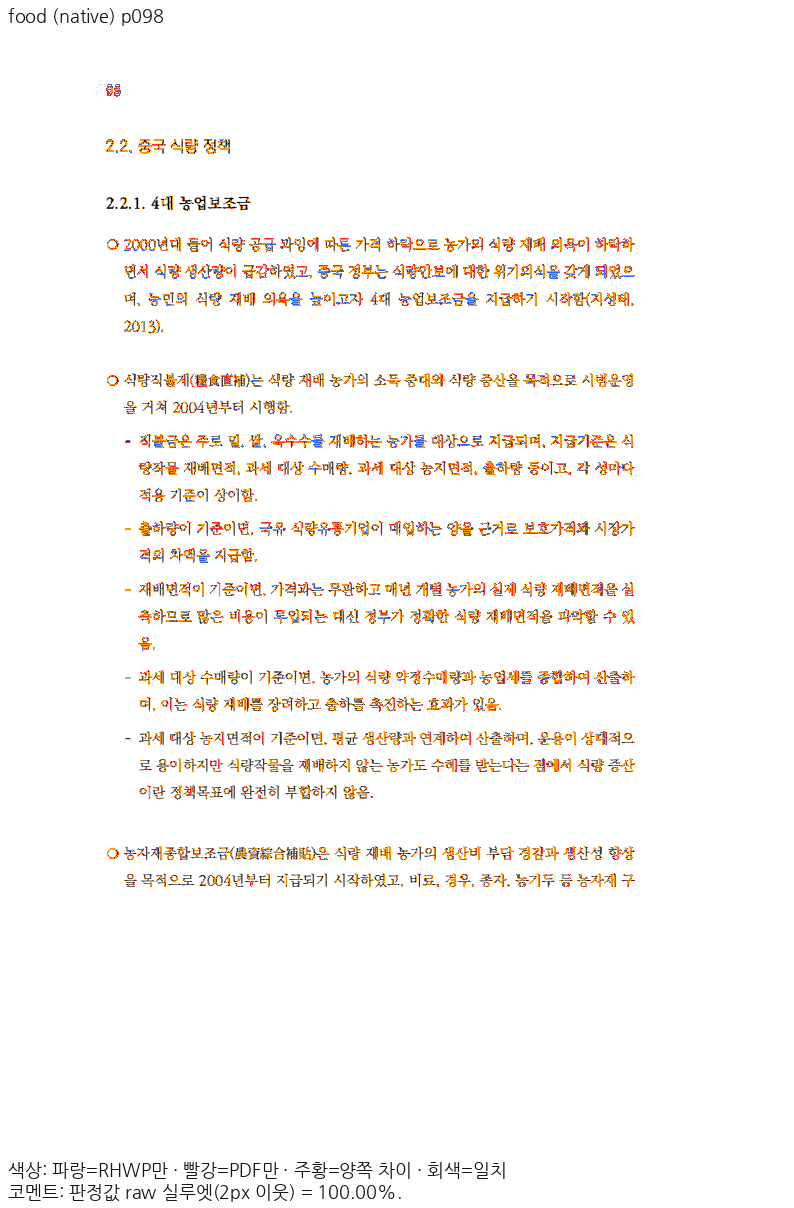 food (native) p098
2.2. 중국 식량 정책
2.2.1. 4대 농업보조금
○ 2000년대 들어 식량 공급 과잉에 따른 가격 하락으로 농가의 식량 재배 의욕이 하락하
면서 식량 생산량이 급감하였고, 중국 정부는 식량안보에 대한 위기의식을 갖게 되었으
며, 농민의 식량 재배 의욕을 높이고자 4대 농업보조금을 지급하기 시작함(지성태,
2013).
○ 식량직불제(糧食直補)는 식량 재배 농가의 소득 증대와 식량 증산을 목적으로 시범운영
을 거쳐 2004년부터 시행함.
- 직불금은 주로 밀, 쌀, 옥수수를 재배하는 농가를 대상으로 지급되며, 지급기준은 식
량작물 재배면적, 과세 대상 수매량, 과세 대상 농지면적, 출하량 등이고, 각 성마다
적용 기준이 상이함.
- 출하량이 기준이면, 국유 식량유통기업이 매입하는 양을 근거로 보호가격과 시장가
격의 차액을 지급함.
- 재배면적이 기준이면, 가격과는 무관하고 매년 개별 농가의 실제 식량 재배면적을 실
측하므로 많은 비용이 투입되는 대신 정부가 정확한 식량 재배면적을 파악할 수 있
음.
- 과세 대상 수매량이 기준이면, 농가의 식량 약정수매량과 농업세를 종합하여 산출하
며, 이는 식량 재배를 장려하고 출하를 촉진하는 효과가 있음.
- 과세 대상 농지면적이 기준이면, 평균 생산량과 연계하여 산출하며, 운용이 상대적으
로 용이하지만 식량작물을 재배하지 않는 농가도 수혜를 받는다는 점에서 식량 증산
이란 정책목표에 완전히 부합하지 않음.
○ 농자재종합보조금(農資綜合補貼)은 식량 재배 농가의 생산비 부담 경감과 생산성 향상
을 목적으로 2004년부터 지급되기 시작하였고, 비료, 경유, 종자, 농기두 등 농자재 구
색상: 파랑=RHWP만 · 빨강=PDF만 · 주황=양쪽 차이 · 회색=일치
코멘트: 판정값 raw 실루엣(2px 이웃) = 100.00%.